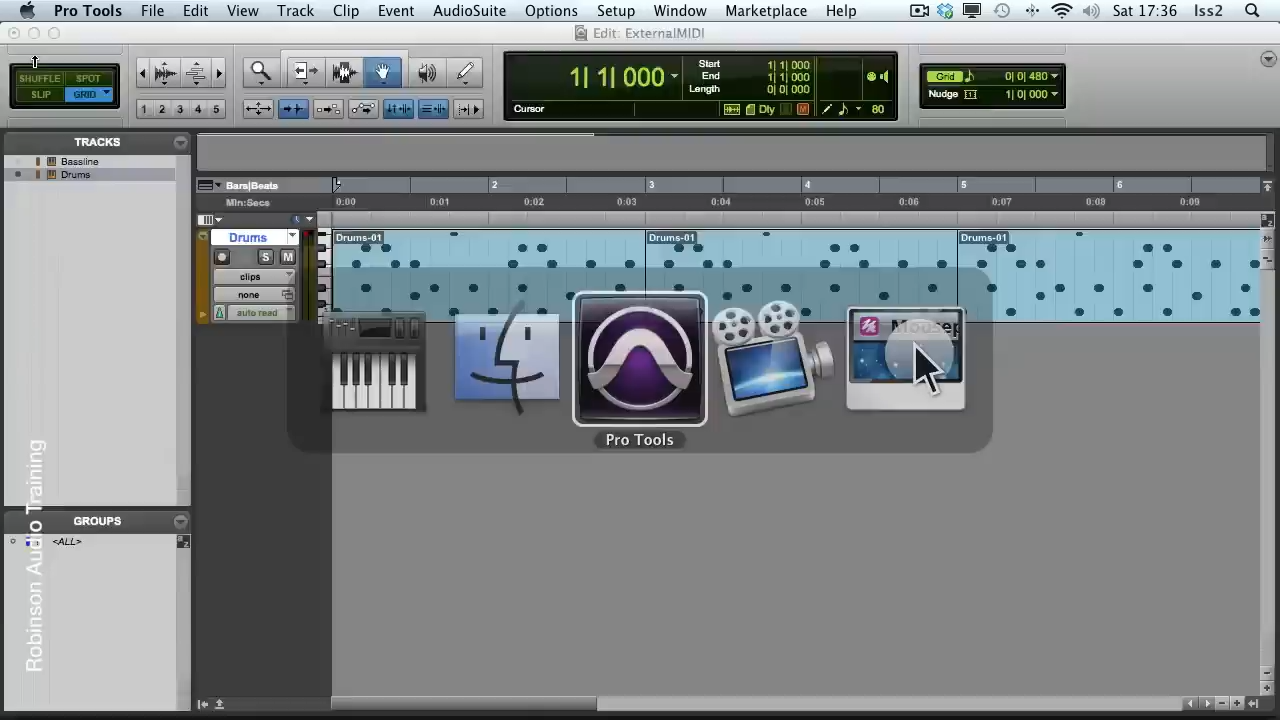 Pro Tools File Edit View Track Clip Event AudioSuite Options Setup Window Marketplace Help Sat 17:36 Iss2
Edit: ExternalMIDI
SHUFFLE SPOT
SLIP GRID
1 2 3 4 5
1| 1| 000
Start 1| 1| 000
End 1| 1| 000
Length 0| 0| 000
Cursor Dly M 80
Grid 0| 0| 480
Nudge 1| 0| 000
TRACKS
Bassline
Drums
Bars|Beats 2 3 4 5 6
Min:Secs 0:00 0:01 0:02 0:03 0:04 0:05 0:06 0:07 0:08 0:09
Drums
S M
clips
none
auto read
Drums-01 Drums-01 Drums-01
Pro Tools
GROUPS
<ALL>
Robinson Audio Training